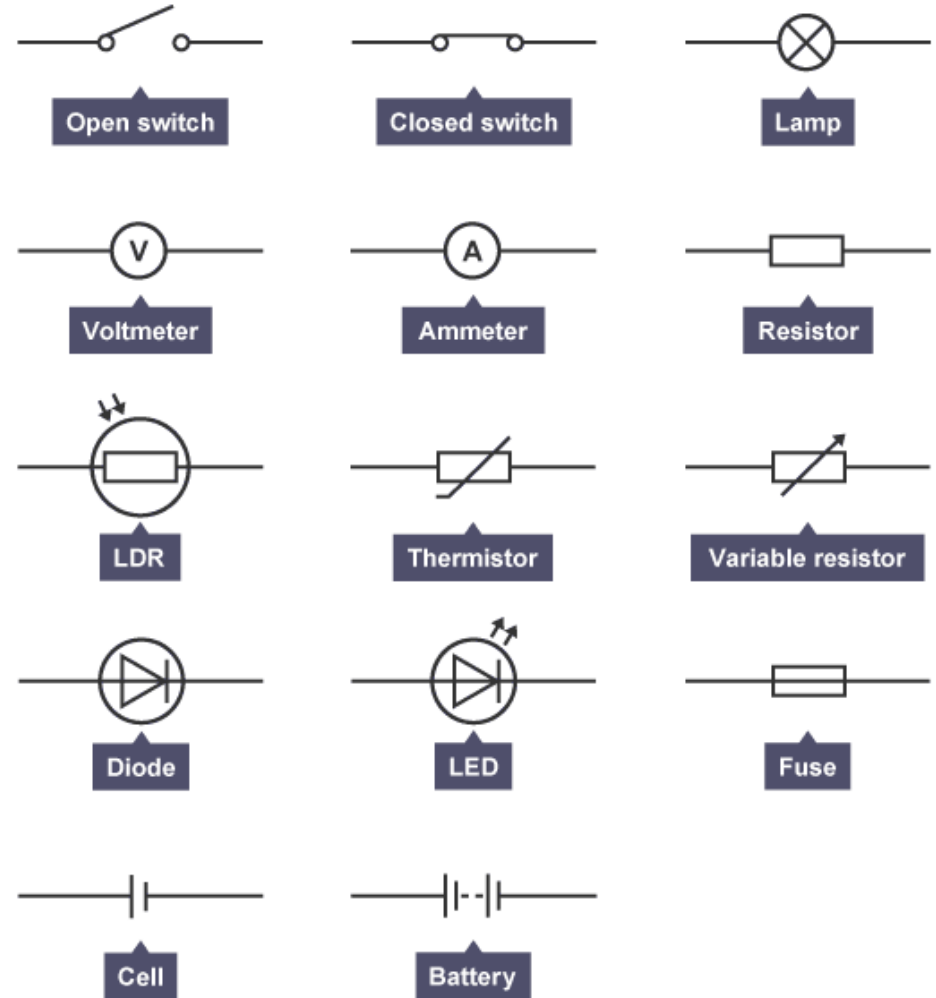 Open switch
Closed switch
Lamp
V
A
Voltmeter
Ammeter
Resistor
LDR
Thermistor
Variable resistor
Diode
LED
Fuse
Cell
Battery